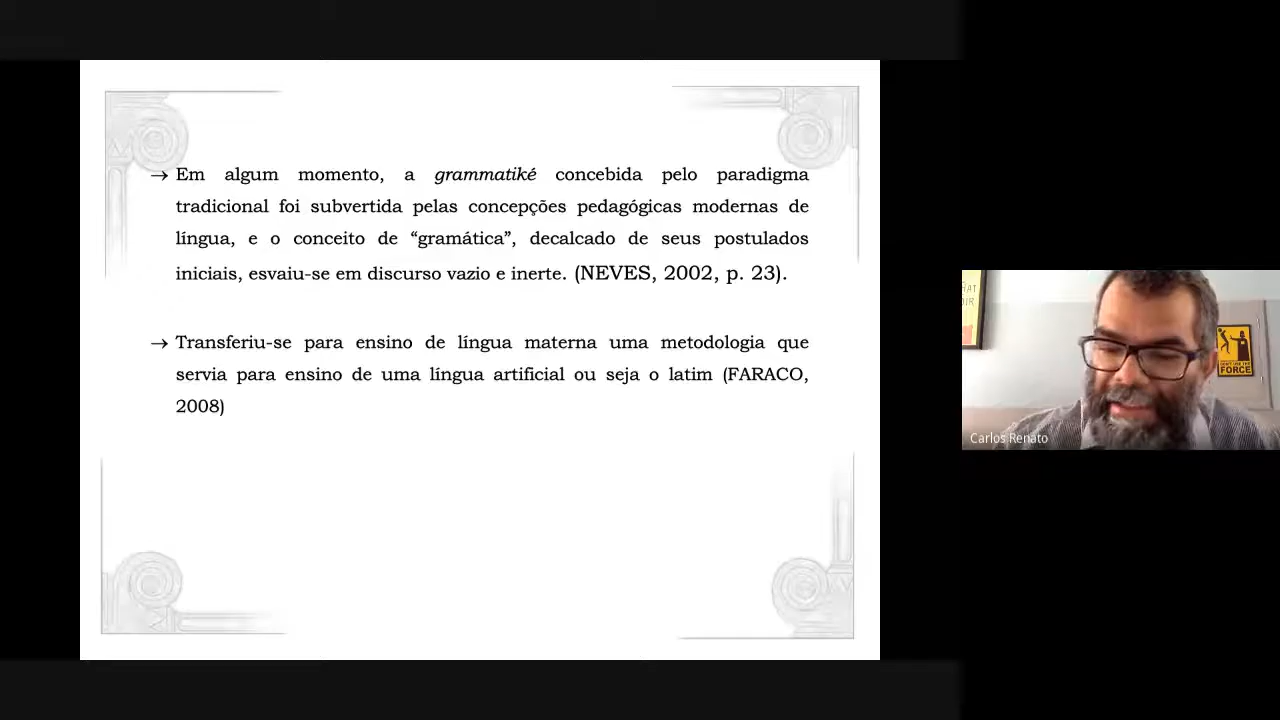 → Em algum momento, a grammatiké concebida pelo paradigma
tradicional foi subvertida pelas concepções pedagógicas modernas de
língua, e o conceito de “gramática”, decalcado de seus postulados
iniciais, esvaiu-se em discurso vazio e inerte. (NEVES, 2002, p. 23).
→ Transferiu-se para ensino de língua materna uma metodologia que
servia para ensino de uma língua artificial ou seja o latim (FARACO,
2008)
FORCE
Carlos Renato